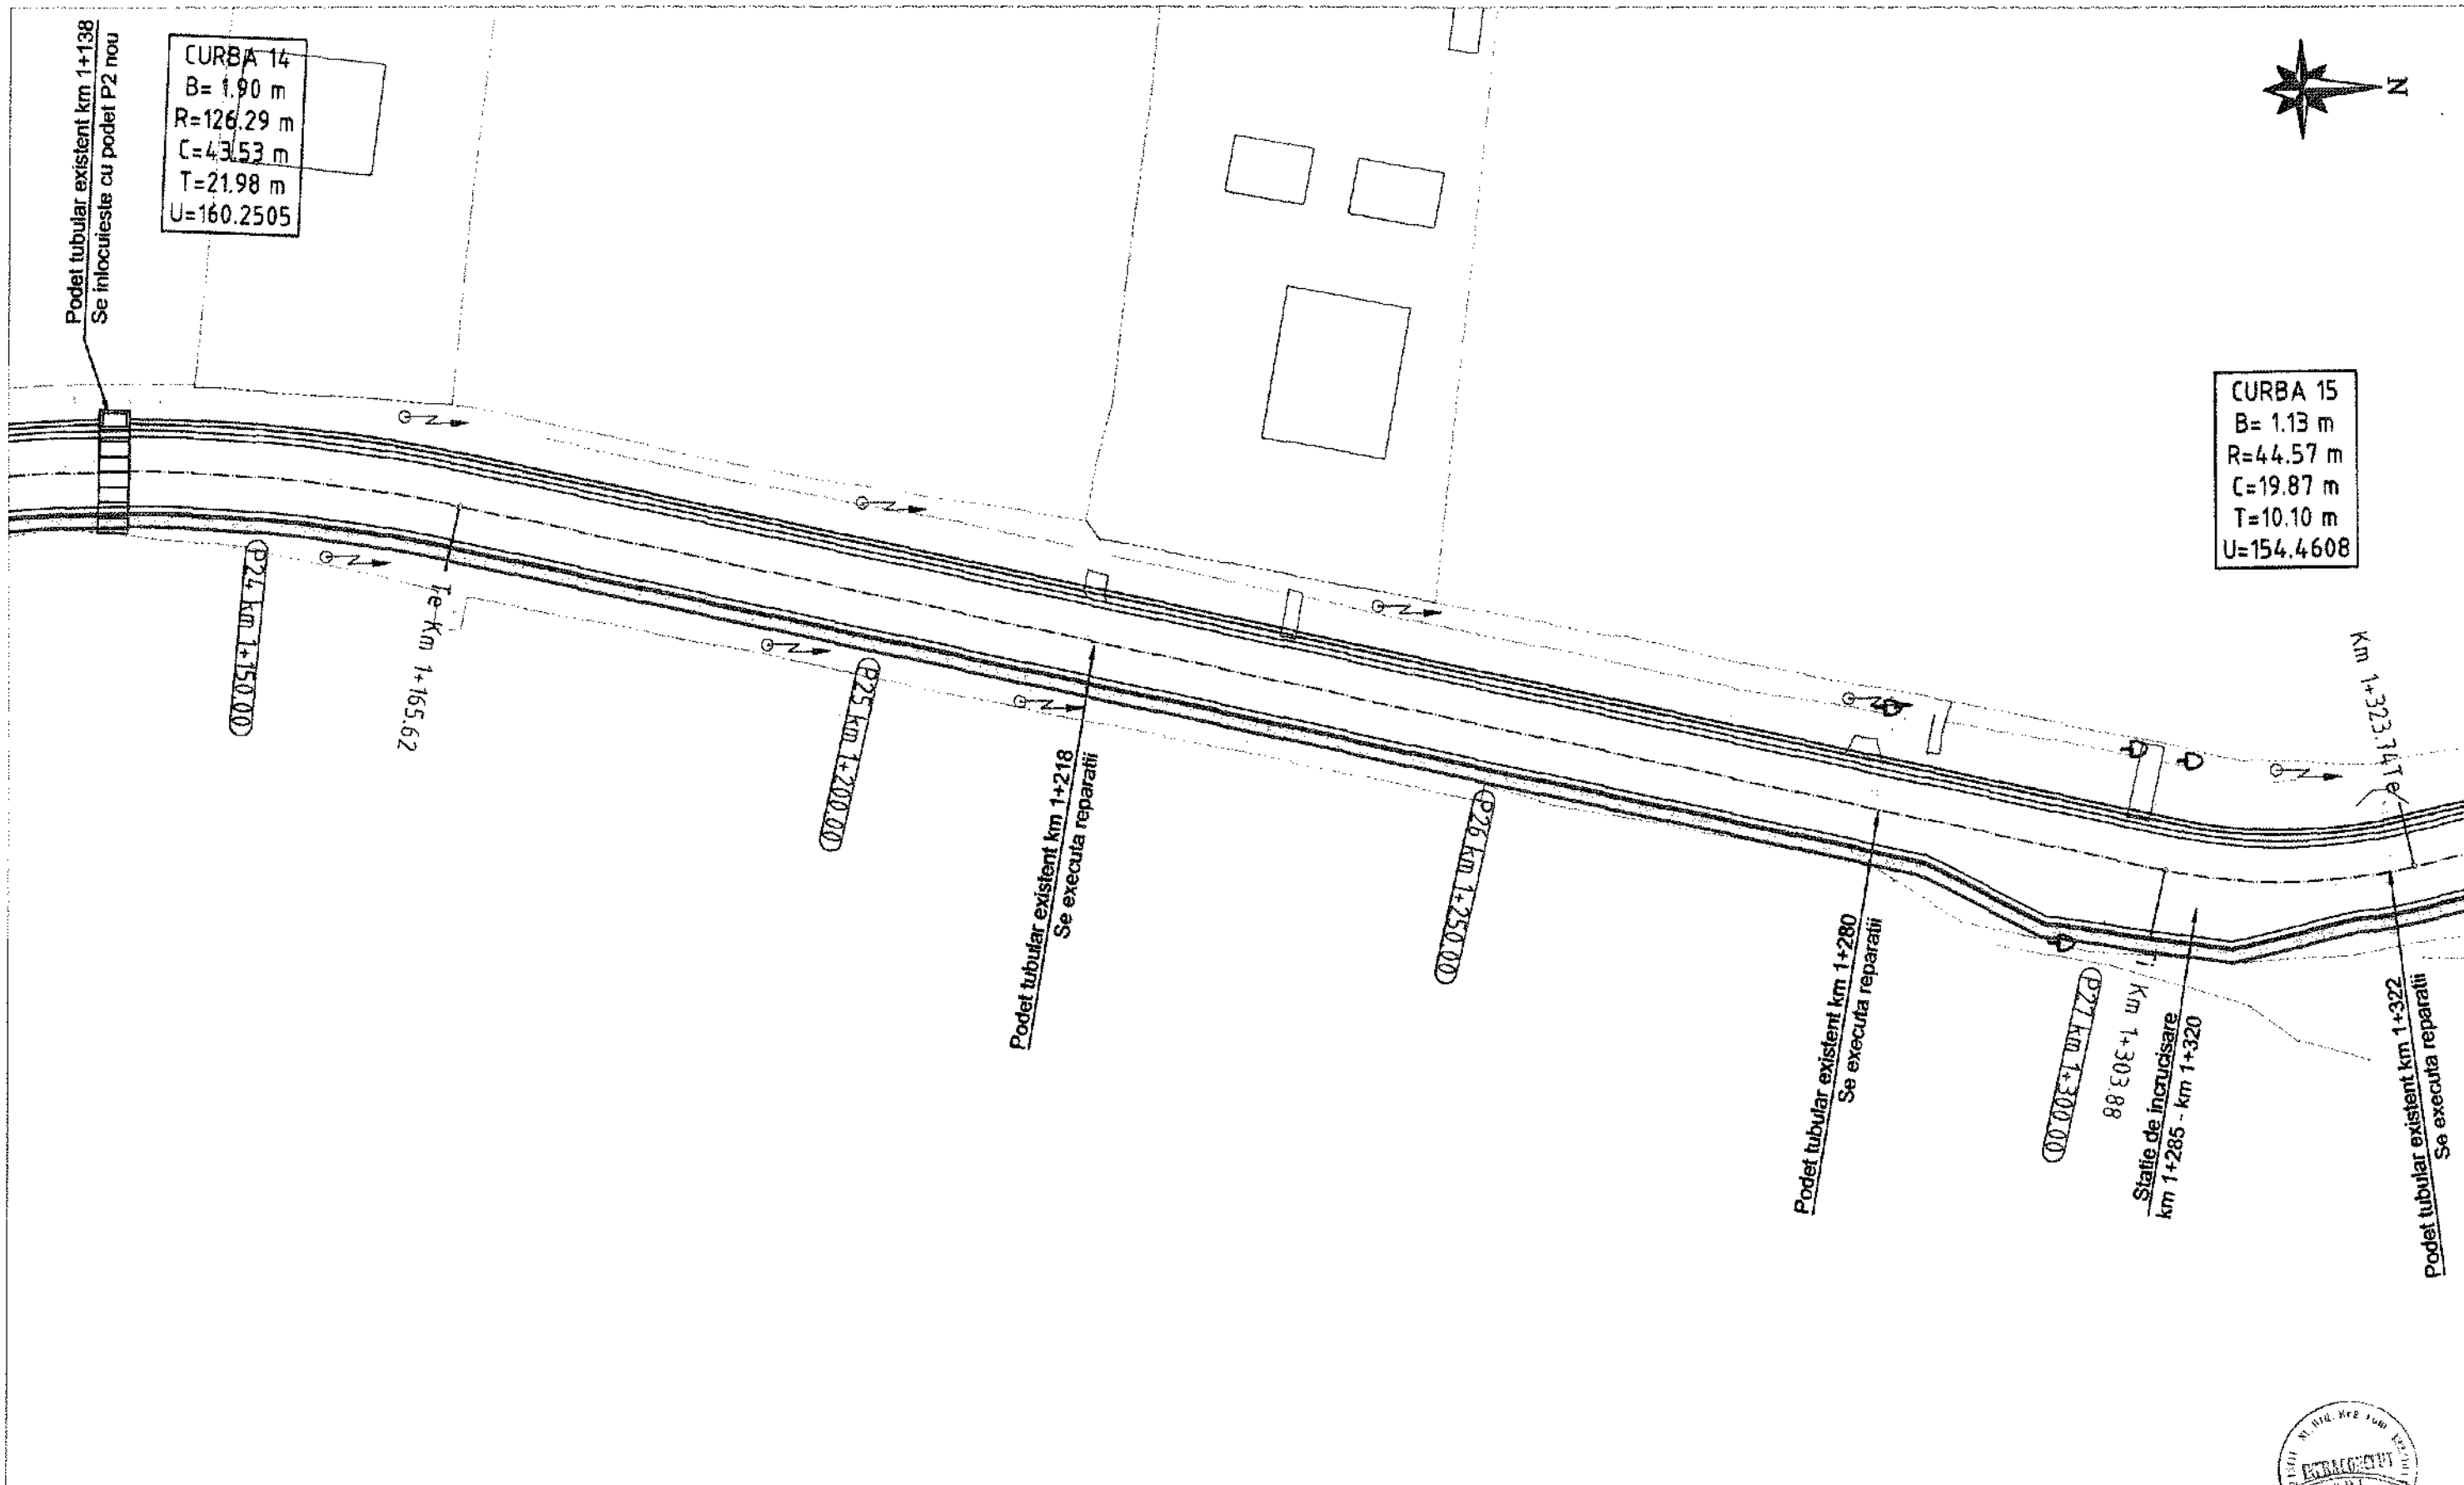 Podet tubular existent km 1+138
Se inlocuieste cu podet P2 nou
CURBA 14
B= 1.90 m
R=126.29 m
C=43.53 m
T=21.98 m
U=160.2505
N
CURBA 15
B= 1.13 m
R=44.57 m
C=19.87 m
T=10.10 m
U=154.4608
P24 km 1+150.00
Te Km 1+165.62
P25 km 1+200.00
Podet tubular existent km 1+218
Se executa reparatii
P26 km 1+250.00
Podet tubular existent km 1+280
Se executa reparatii
P27 km 1+300.00
Ti Km 1+303.88
Statie de incrucisare
km 1+285 - km 1+320
Km 1+323.74 Te
Podet tubular existent km 1+322
Se executa reparatii